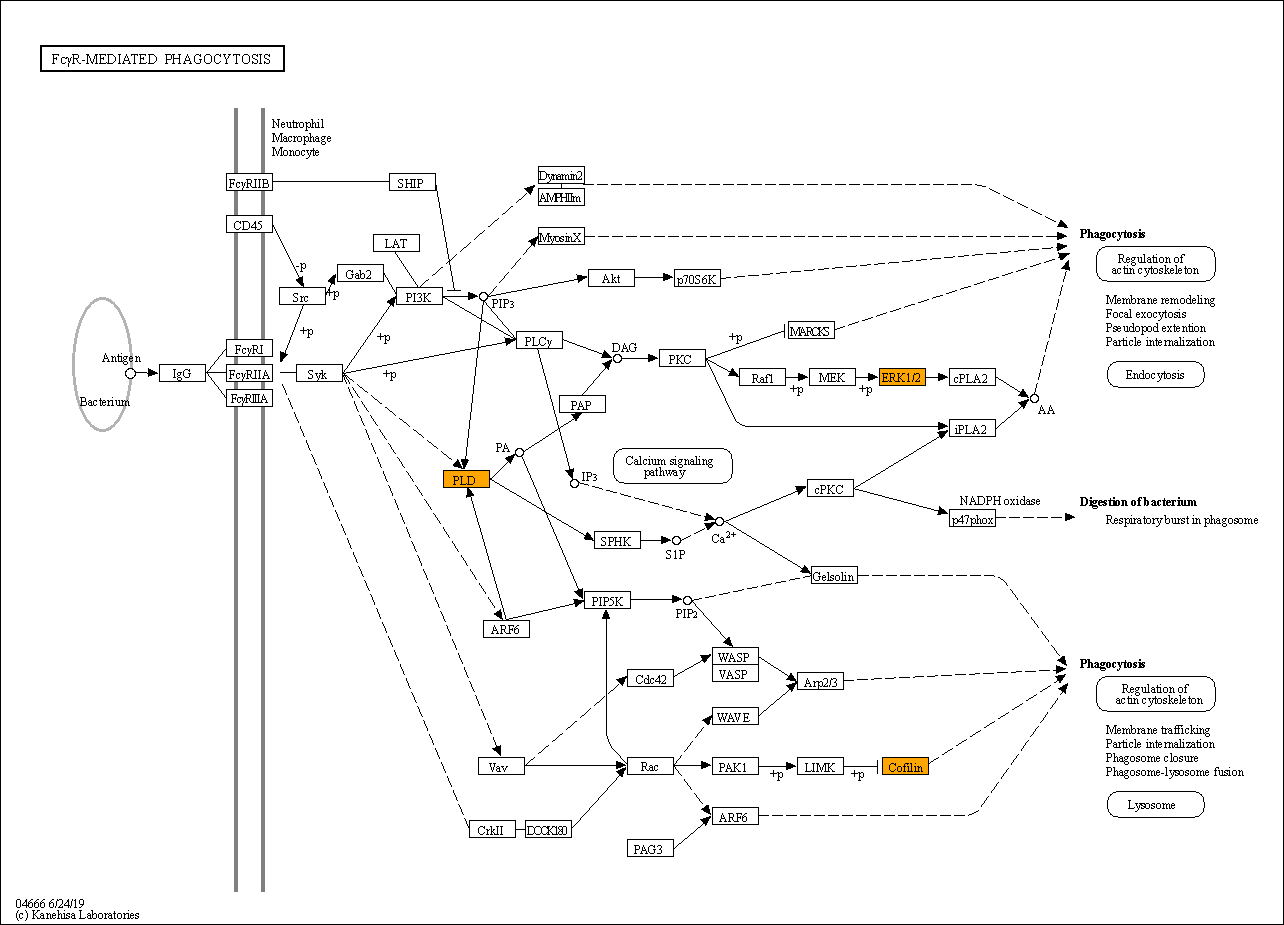 FcγR-MEDIATED PHAGOCYTOSIS
Neutrophil
Macrophage
Monocyte
FcγRIIB
SHIP
Dynamin2
AMPHIIm
CD45
LAT
MyosinX
Phagocytosis
Regulation of
actin cytoskeleton
-p
Gab2
+p
Src
PI3K
PIP3
Akt
p70S6K
Membrane remodeling
Focal exocytosis
Pseudopod extention
Particle internalization
+p
+p
PLCγ
DAG
+p
MARCKS
Antigen
FcγRI
IgG
FcγRIIA
Syk
+p
PKC
Raf1
+p
MEK
+p
ERK1/2
cPLA2
Endocytosis
Bacterium
FcγRIIIA
PAP
AA
iPLA2
PA
PLD
IP3
Calcium signaling
pathway
cPKC
NADPH oxidase
p47phox
Digestion of bacterium
Respiratory burst in phagosome
SPHK
S1P
Ca2+
Gelsolin
PIP5K
PIP2
ARF6
WASP
VASP
Cdc42
Arp2/3
Phagocytosis
Regulation of
actin cytoskeleton
WAVE
Membrane trafficking
Particle internalization
Phagosome closure
Phagosome-lysosome fusion
Vav
Rac
PAK1
+p
LIMK
+p
Cofilin
Lysosome
CrkII
DOCK180
ARF6
PAG3
04666 6/24/19
(c) Kanehisa Laboratories